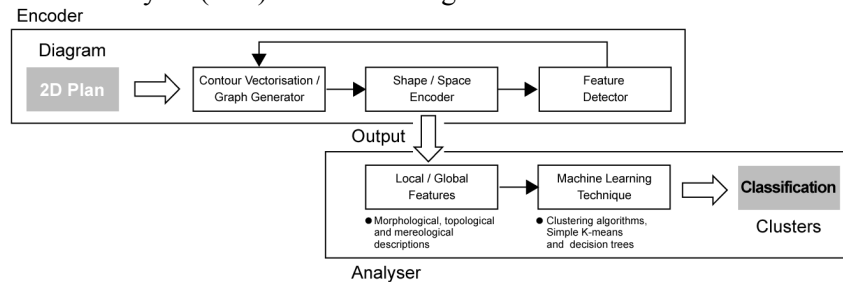 Encoder
Diagram
2D Plan
Contour Vectorisation /
Graph Generator
Shape / Space
Encoder
Feature
Detector
Output
Local / Global
Features
Machine Learning
Technique
Classification
● Morphological, topological
and mereological
descriptions
● Clustering algorithms,
Simple K-means
and decision trees
Clusters
Analyser